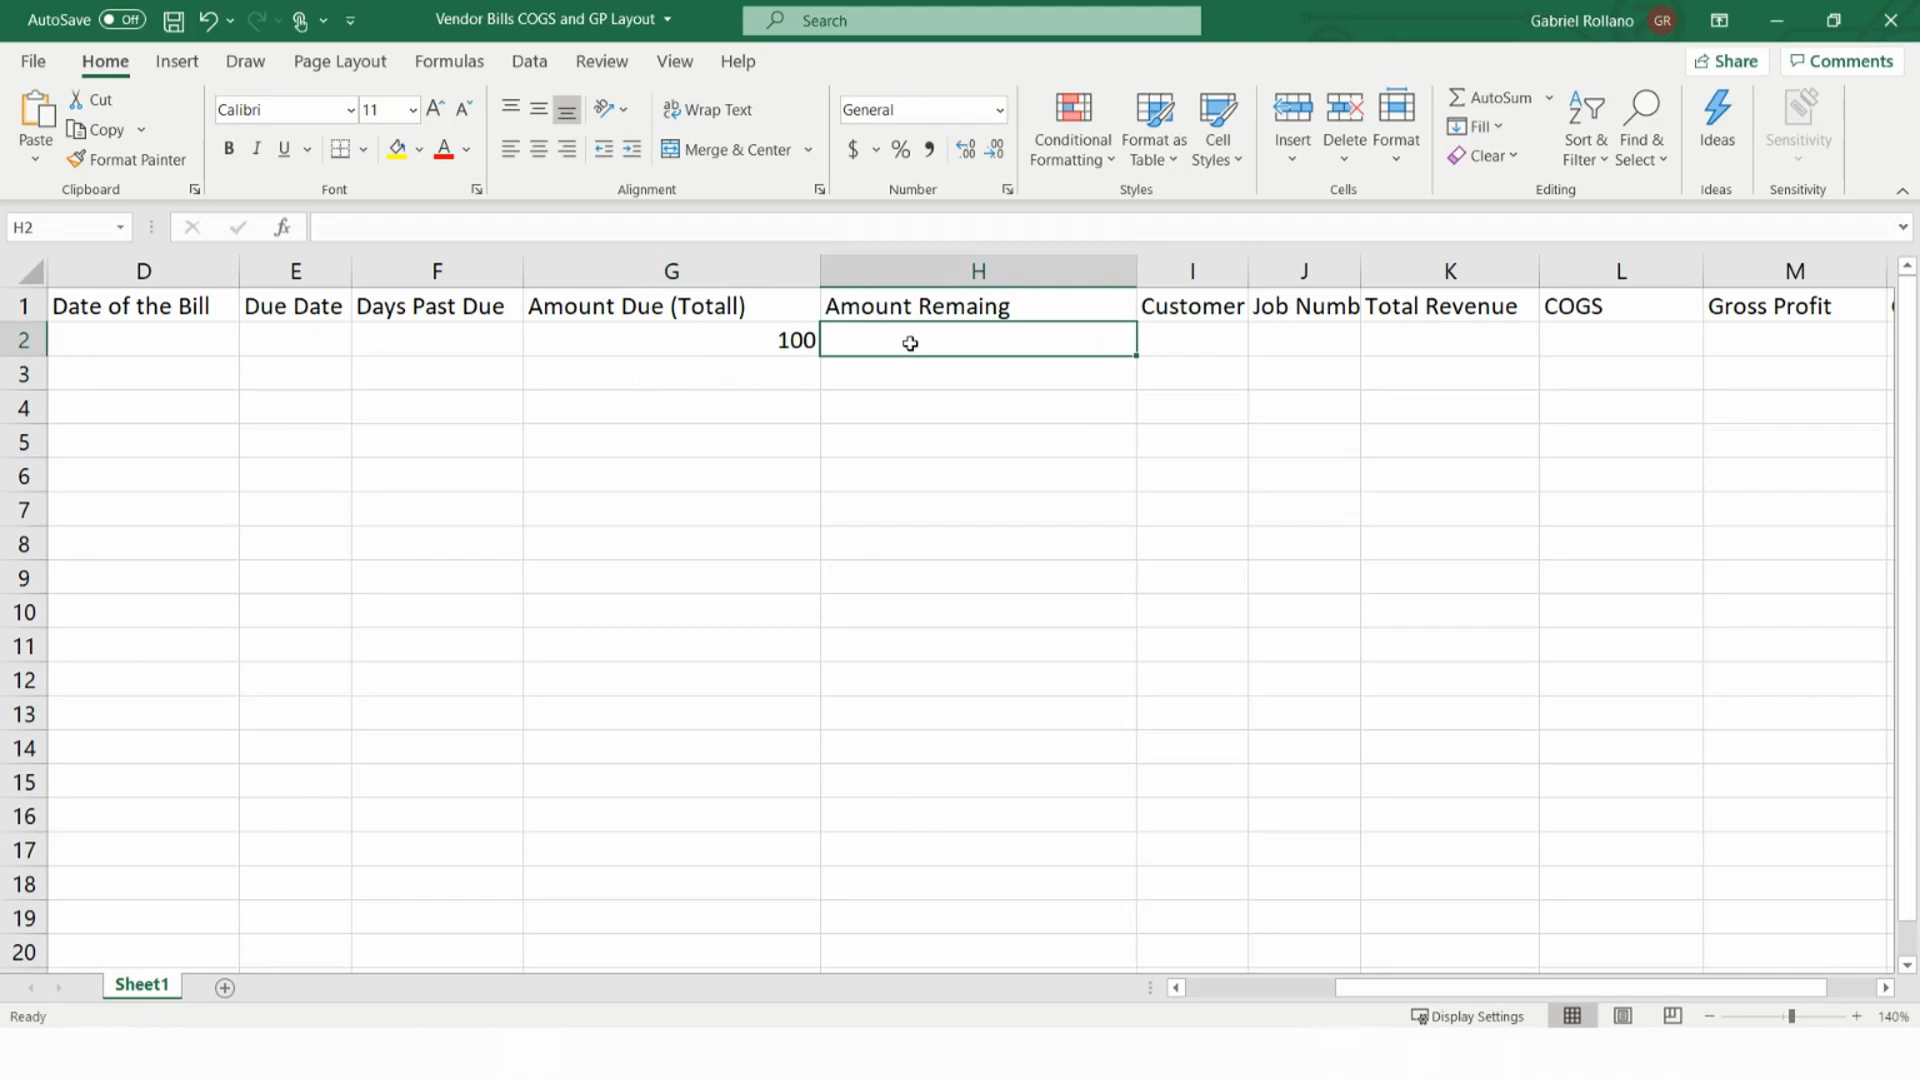 AutoSave Off Vendor Bills COGS and GP Layout Search Gabriel Rollano GR
File Home Insert Draw Page Layout Formulas Data Review View Help Share Comments
Paste Cut Copy Format Painter Clipboard
Calibri 11 A A B I U A Font
ab Wrap Text Merge & Center Alignment
General $ % 9 .00 .00 Number
Conditional Formatting Format as Table Cell Styles Styles
Insert Delete Format Cells
AutoSum Fill Clear Sort & Filter Find & Select Editing
Ideas Ideas
Sensitivity Sensitivity
H2 fx
D E F G H I J K L M
1 Date of the Bill Due Date Days Past Due Amount Due (Totall) Amount Remaing Customer Job Numb Total Revenue COGS Gross Profit
2 100
3
4
5
6
7
8
9
10
11
12
13
14
15
16
17
18
19
20
Sheet1
Ready Display Settings 140%